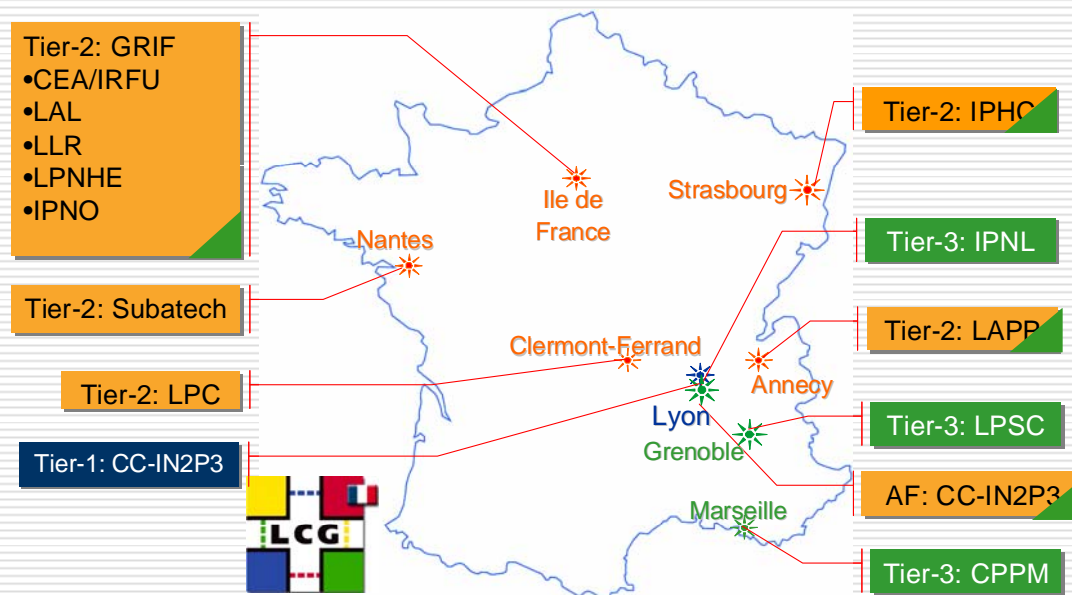 Tier-2: GRIF
•CEA/IRFU
•LAL
•LLR
•LPNHE
•IPNO
Tier-2: Subatech
Tier-2: LPC
Tier-1: CC-IN2P3
Ile de
France
Strasbourg
Nantes
Clermont-Ferrand
Annecy
Lyon
Grenoble
Marseille
LCG
Tier-2: IPHC
Tier-3: IPNL
Tier-2: LAPP
Tier-3: LPSC
AF: CC-IN2P3
Tier-3: CPPM